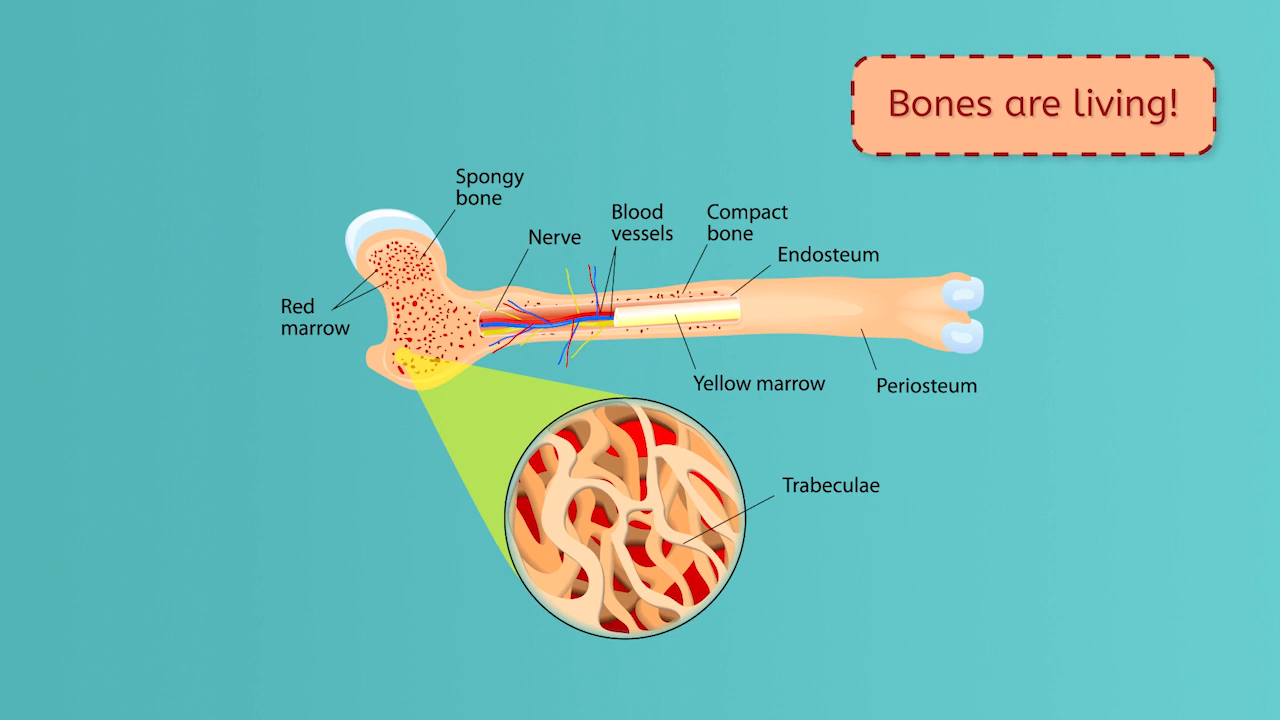 Bones are living!
Spongy
bone
Nerve
Blood
vessels
Compact
bone
Endosteum
Red
marrow
Yellow marrow
Periosteum
Trabeculae